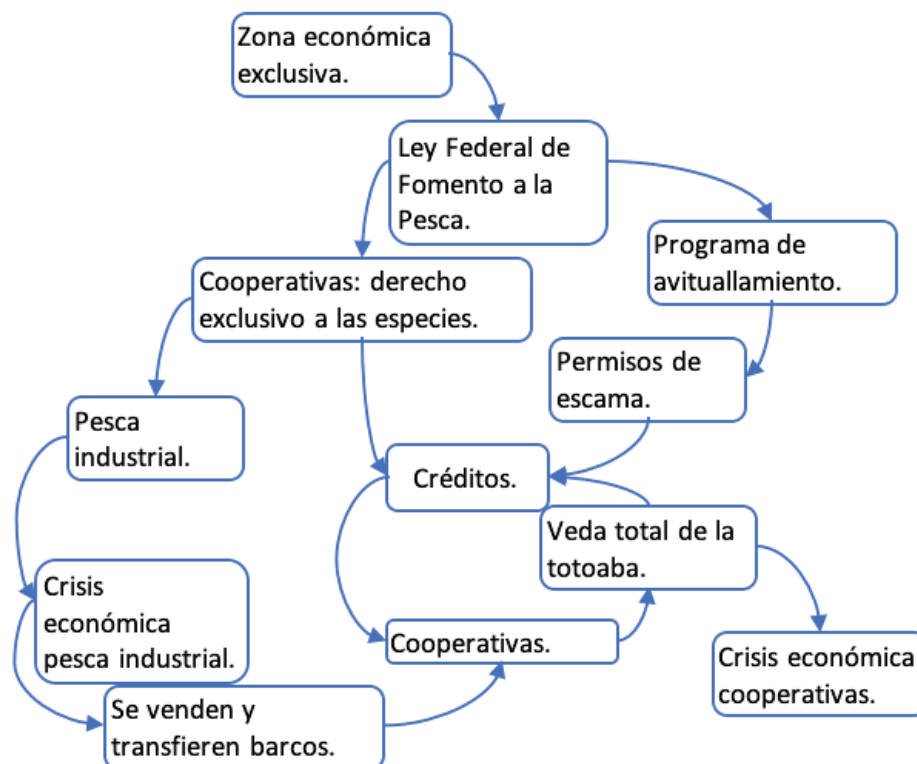 Zona económica
exclusiva.
Ley Federal de
Fomento a la
Pesca.
Programa de
avituallamiento.
Cooperativas: derecho
exclusivo a las especies.
Permisos de
escama.
Pesca
industrial.
Créditos.
Veda total de la
totoaba.
Crisis
económica
pesca industrial.
Cooperativas.
Crisis económica
cooperativas.
Se venden y
transfieren barcos.